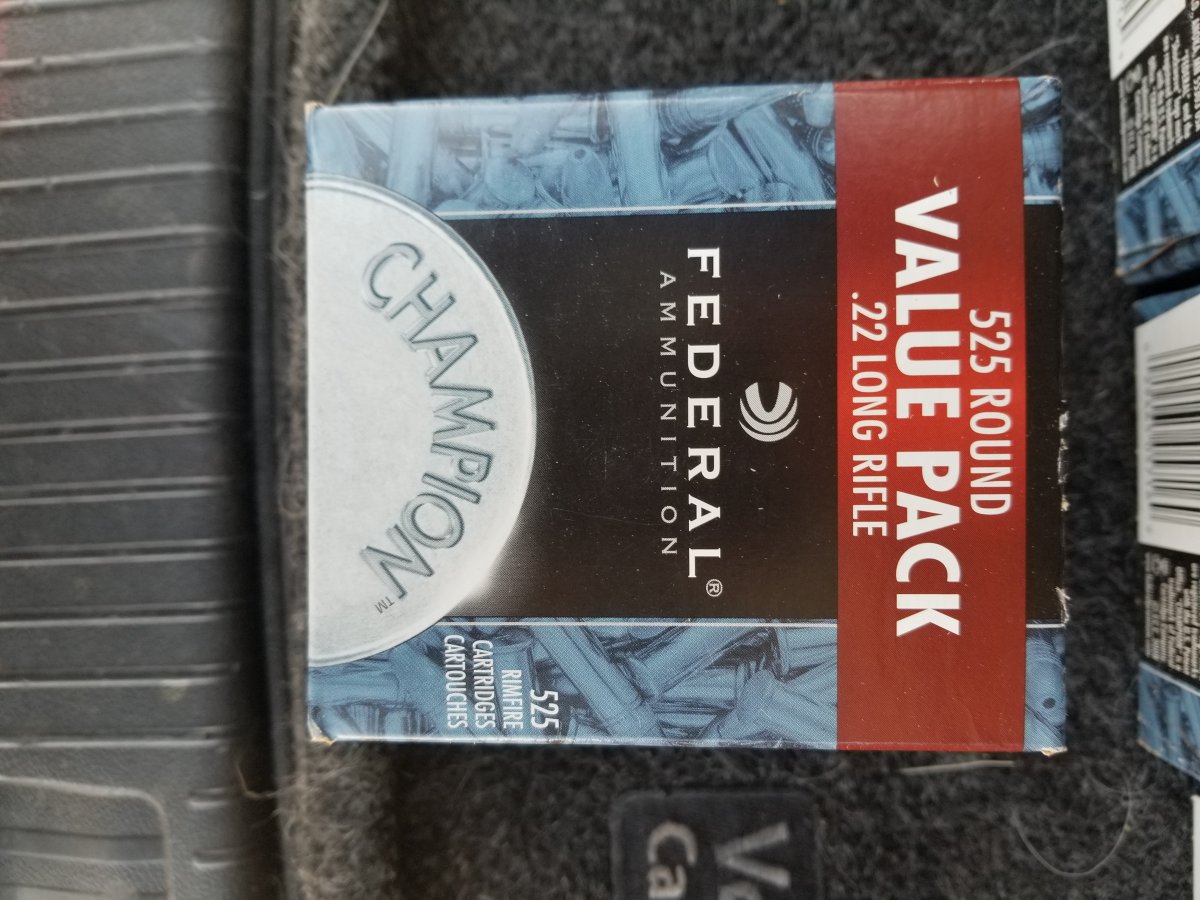 525 ROUND
VALUE PACK
.22 LONG RIFLE
FEDERAL®
AMMUNITION
CHAMPION™
525
RIMFIRE
CARTRIDGES
CARTOUCHES